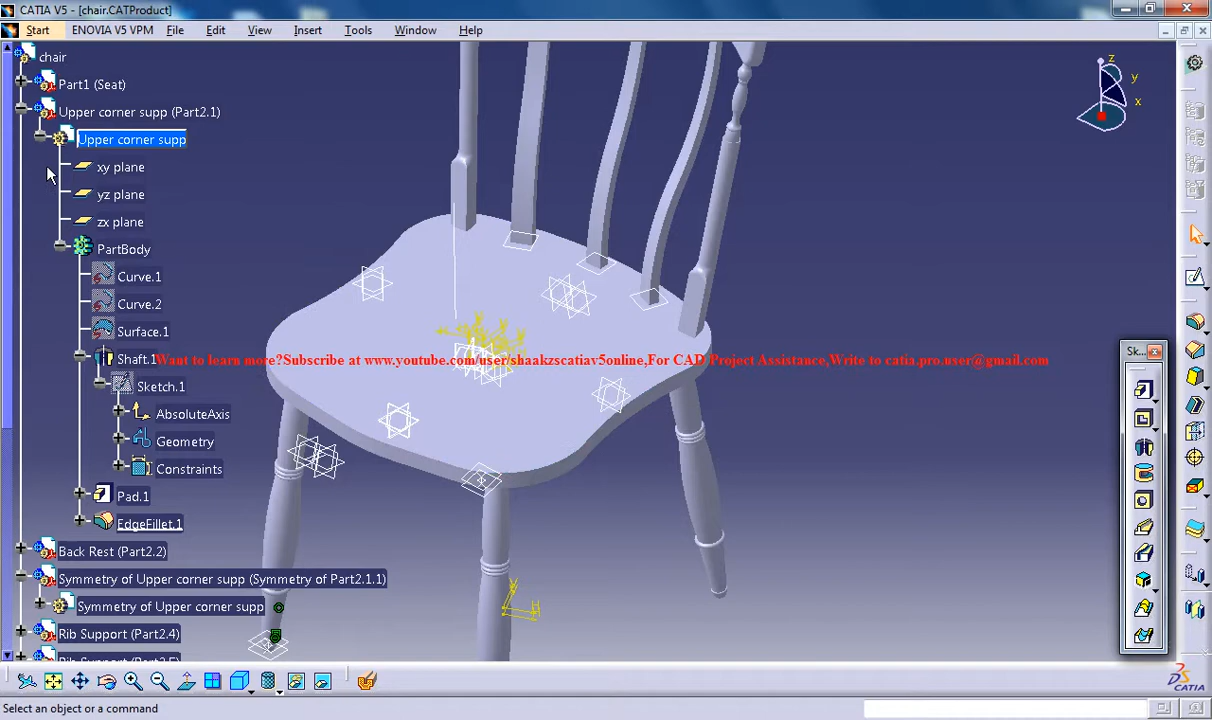 CATIA V5 - [chair.CATProduct]
Start ENOVIA V5 VPM File Edit View Insert Tools Window Help
chair
Part1 (Seat)
Upper corner supp (Part2.1)
Upper corner supp
xy plane
yz plane
zx plane
PartBody
Curve.1
Curve.2
Surface.1
Shaft.1
Want to learn more?Subscribe at www.youtube.com/user/shaakzscatiav5online,For CAD Project Assistance,Write to catia.pro.user@gmail.com
Sketch.1
AbsoluteAxis
Geometry
Constraints
Pad.1
EdgeFillet.1
Back Rest (Part2.2)
Symmetry of Upper corner supp (Symmetry of Part2.1.1)
Symmetry of Upper corner supp
Rib Support (Part2.4)
z
y
x
Sk...
H
CATIA
Select an object or a command